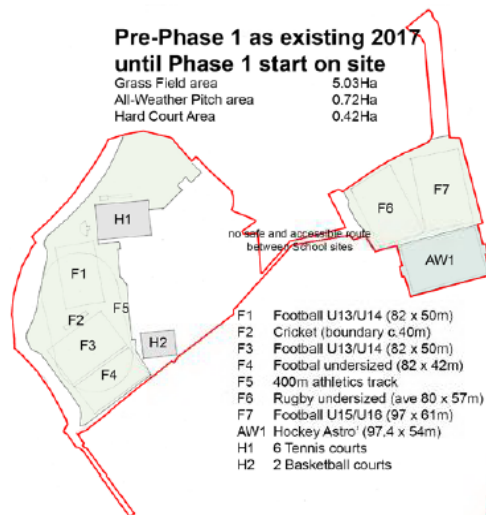 Pre-Phase 1 as existing 2017
until Phase 1 start on site
Grass Field area 5.03Ha
All-Weather Pitch area 0.72Ha
Hard Court Area 0.42Ha
H1
F7
F6
no safe and accessible route
between School sites
AW1
F1
F5
F2
F3
H2
F4
F1 Football U13/U14 (82 x 50m)
F2 Cricket (boundary c.40m)
F3 Football U13/U14 (82 x 50m)
F4 Footbal undersized (82 x 42m)
F5 400m athletics track
F6 Rugby undersized (ave 80 x 57m)
F7 Football U15/U16 (97 x 61m)
AW1 Hockey Astro' (97.4 x 54m)
H1 6 Tennis courts
H2 2 Basketball courts